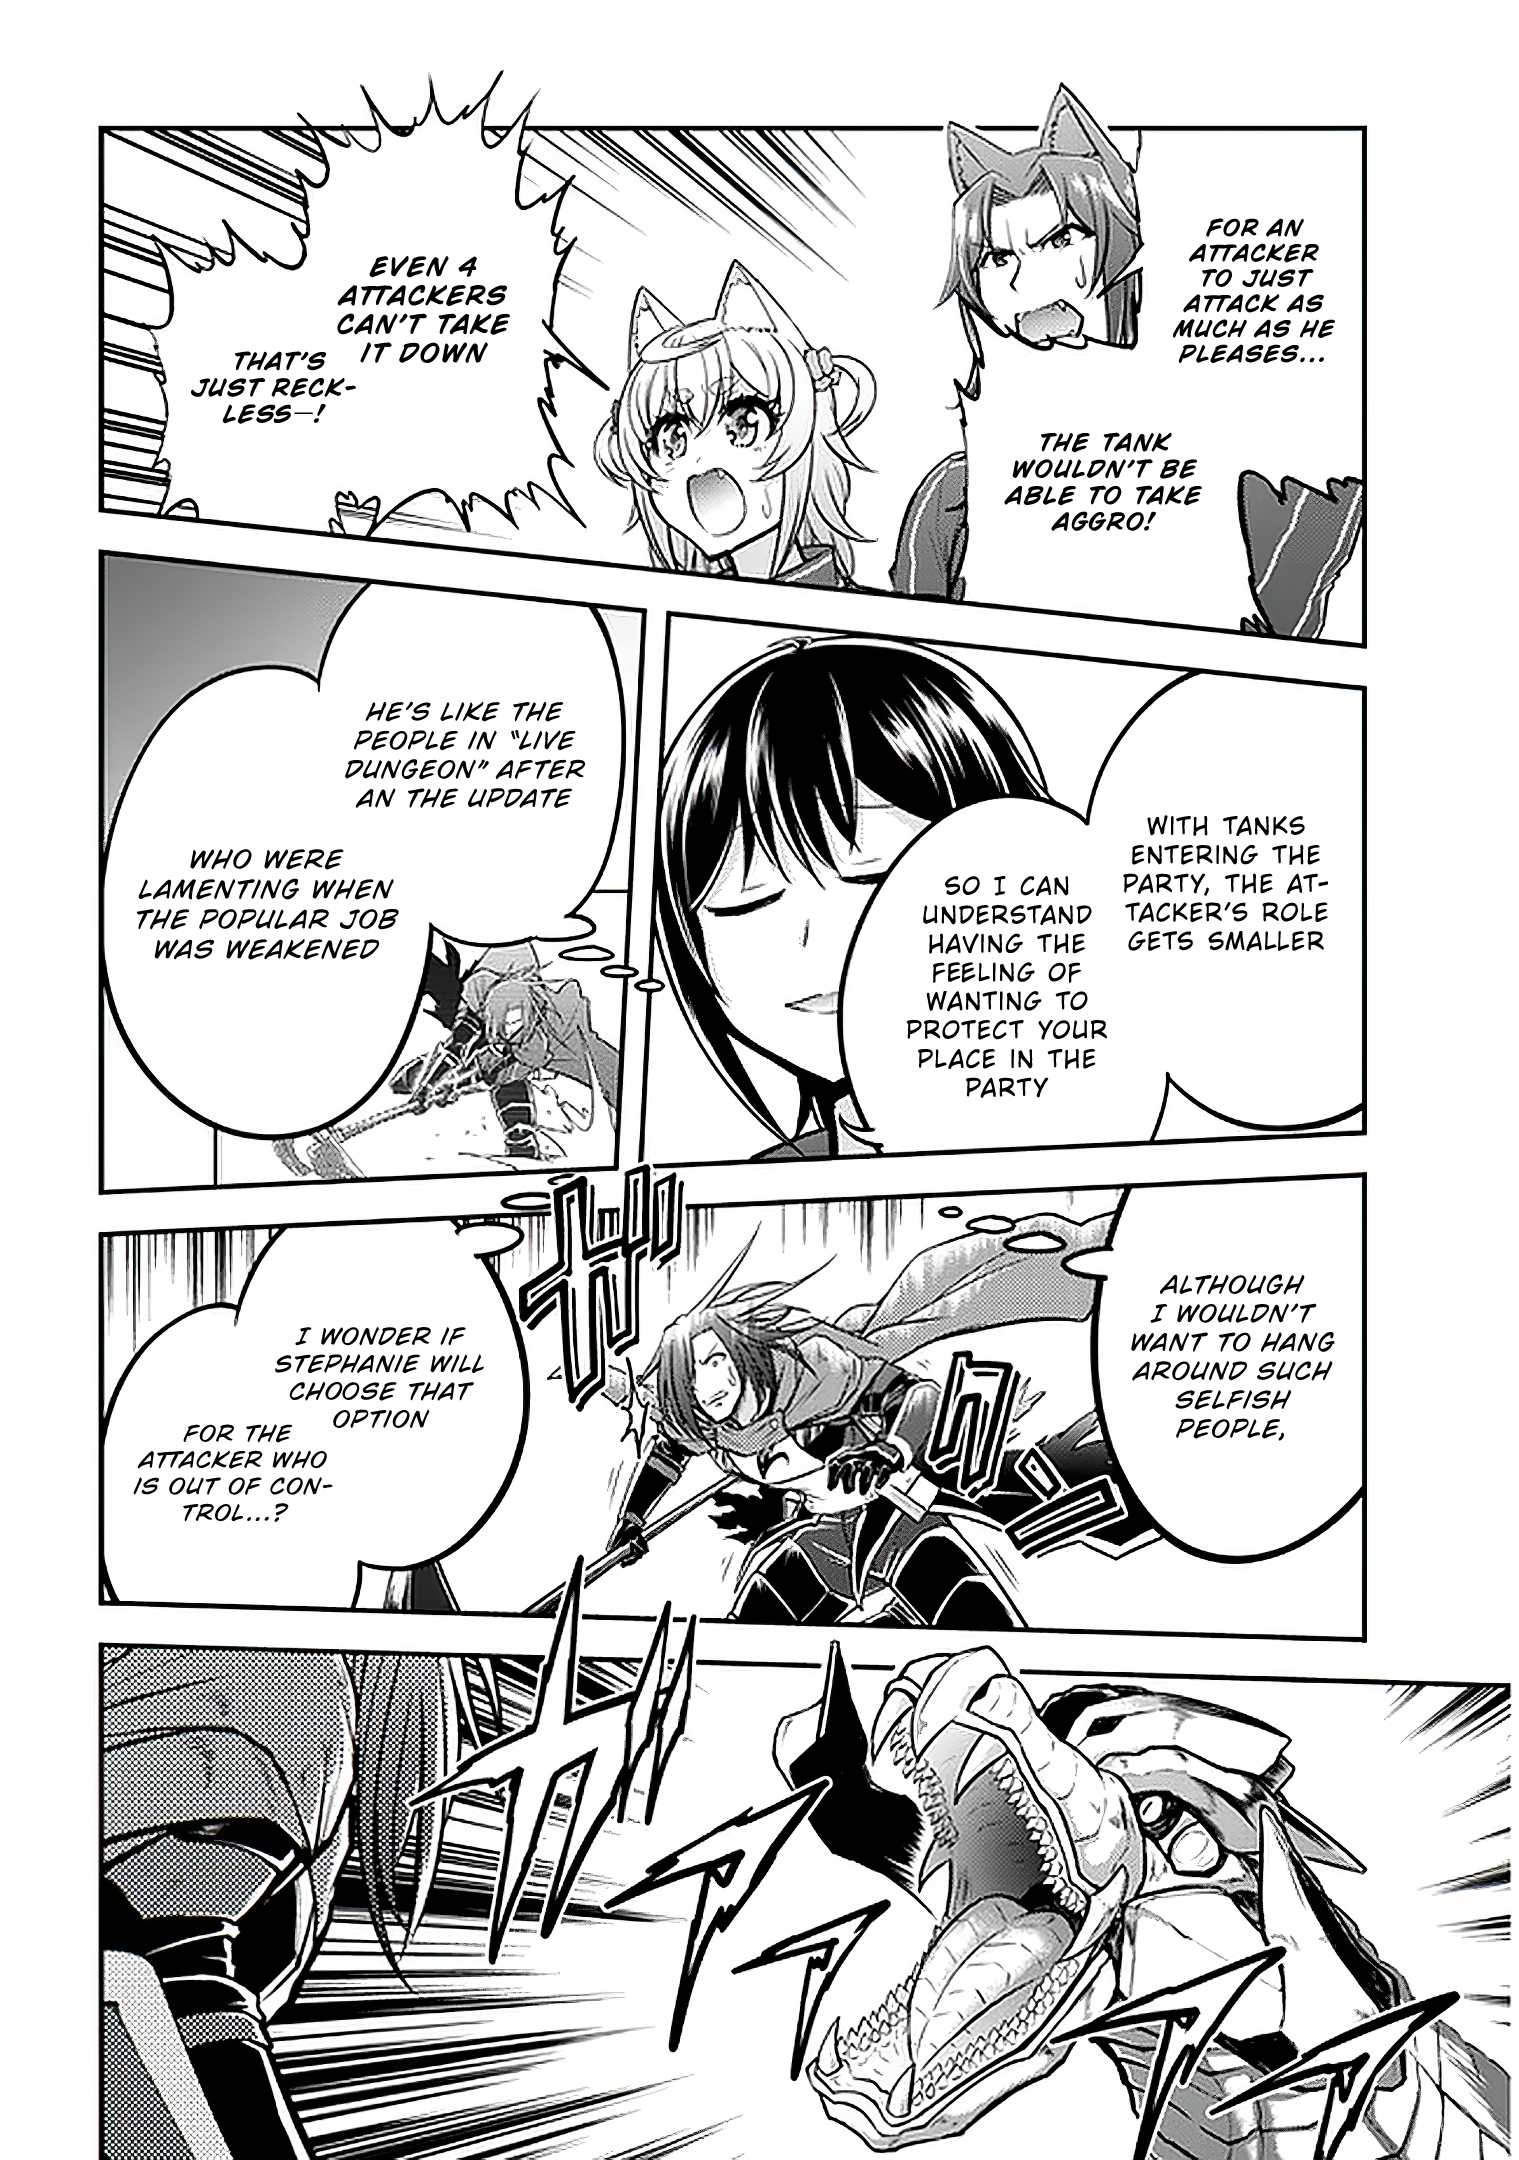 FOR AN
ATTACKER
TO JUST
ATTACK AS
MUCH AS HE
PLEASES...
THE TANK
WOULDN'T BE
ABLE TO TAKE
AGGRO!
EVEN 4
ATTACKERS
CAN'T TAKE
IT DOWN
THAT'S
JUST RECK-
LESS—!
WITH TANKS
ENTERING THE
PARTY, THE AT-
TACKER'S ROLE
GETS SMALLER
SO I CAN
UNDERSTAND
HAVING THE
FEELING OF
WANTING TO
PROTECT YOUR
PLACE IN THE
PARTY
HE'S LIKE THE
PEOPLE IN "LIVE
DUNGEON" AFTER
AN THE UPDATE
WHO WERE
LAMENTING WHEN
THE POPULAR JOB
WAS WEAKENED
ALTHOUGH
I WOULDN'T
WANT TO HANG
AROUND SUCH
SELFISH
PEOPLE,
I WONDER IF
STEPHANIE WILL
CHOOSE THAT
OPTION
FOR THE
ATTACKER WHO
IS OUT OF CON-
TROL...?